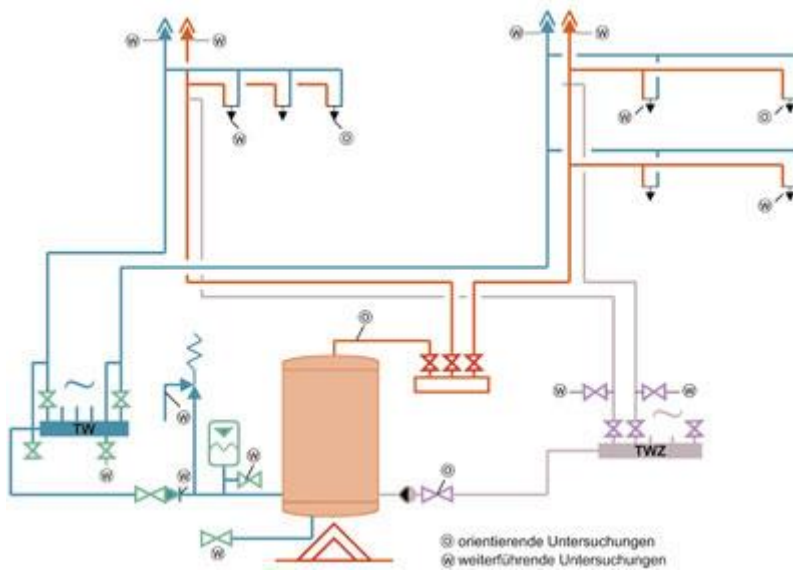 Ⓦ Ⓦ Ⓦ Ⓦ
Ⓦ Ⓞ
Ⓦ Ⓞ
Ⓦ
Ⓞ
Ⓦ Ⓦ
Ⓦ
TW
TWZ
Ⓦ
Ⓞ
Ⓦ Ⓦ
Ⓦ
Ⓞ orientierende Untersuchungen
Ⓦ weiterführende Untersuchungen